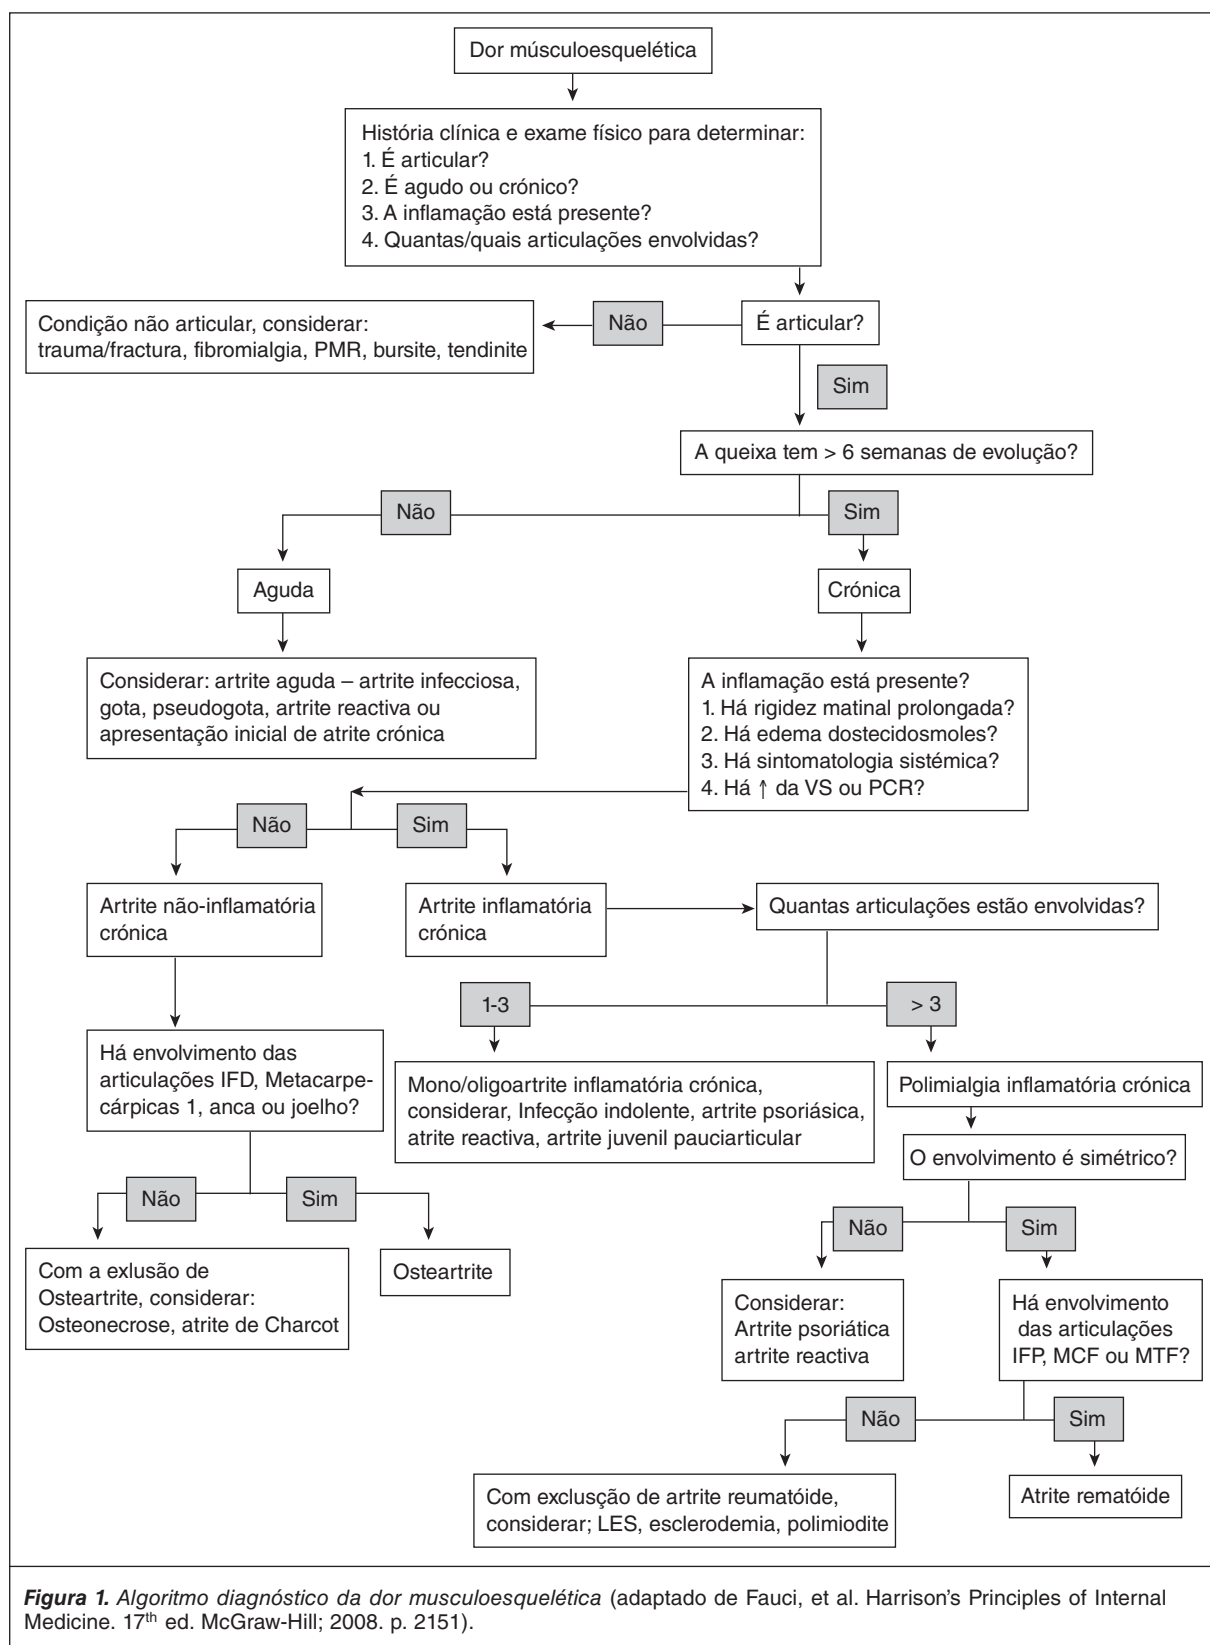 Dor músculoesquelética
História clínica e exame físico para determinar:
1. É articular?
2. É agudo ou crónico?
3. A inflamação está presente?
4. Quantas/quais articulações envolvidas?
Condição não articular, considerar:
trauma/fractura, fibromialgia, PMR, bursite, tendinite
Não
É articular?
Sim
A queixa tem > 6 semanas de evolução?
Não
Sim
Aguda
Crónica
Considerar: artrite aguda – artrite infecciosa,
gota, pseudogota, artrite reactiva ou
apresentação inicial de atrite crónica
A inflamação está presente?
1. Há rigidez matinal prolongada?
2. Há edema dostecidosmoles?
3. Há sintomatologia sistémica?
4. Há ↑ da VS ou PCR?
Não
Sim
Artrite não-inflamatória
crónica
Artrite inflamatória
crónica
Quantas articulações estão envolvidas?
1-3
> 3
Há envolvimento das
articulações IFD, Metacarpe-
cárpicas 1, anca ou joelho?
Mono/oligoartrite inflamatória crónica,
considerar, Infecção indolente, artrite psoriásica,
atrite reactiva, artrite juvenil pauciarticular
Polimialgia inflamatória crónica
O envolvimento é simétrico?
Não
Sim
Não
Sim
Com a exlusão de
Osteartrite, considerar:
Osteonecrose, atrite de Charcot
Osteartrite
Considerar:
Artrite psoriática
artrite reactiva
Há envolvimento
das articulações
IFP, MCF ou MTF?
Não
Sim
Com exclusção de artrite reumatóide,
considerar; LES, esclerodemia, polimiodite
Atrite rematóide
Figura 1. Algoritmo diagnóstico da dor musculoesquelética (adaptado de Fauci, et al. Harrison's Principles of Internal
Medicine. 17th ed. McGraw-Hill; 2008. p. 2151).